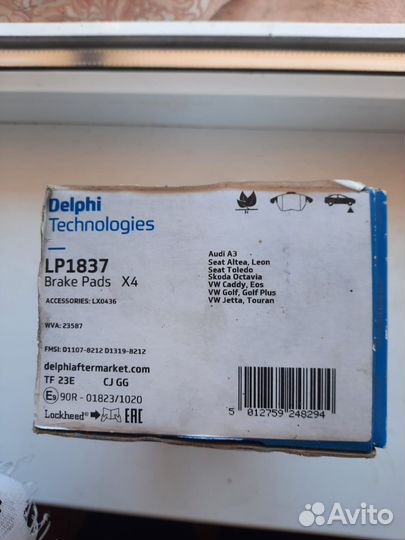 Delphi
Technologies
LP1837
Brake Pads X4
ACCESSORIES: LX0436
WVA: 23587
FMSI: D1107-8212 D1319-8212
delphiaftermarket.com
TF 23E CJ GG
E9 90R - 01823/1020
Lockheed EAC
Audi A3
Seat Altea, Leon
Seat Toledo
Skoda Octavia
VW Caddy, Eos
VW Golf, Golf Plus
VW Jetta, Touran
5 012759 248294
Avito